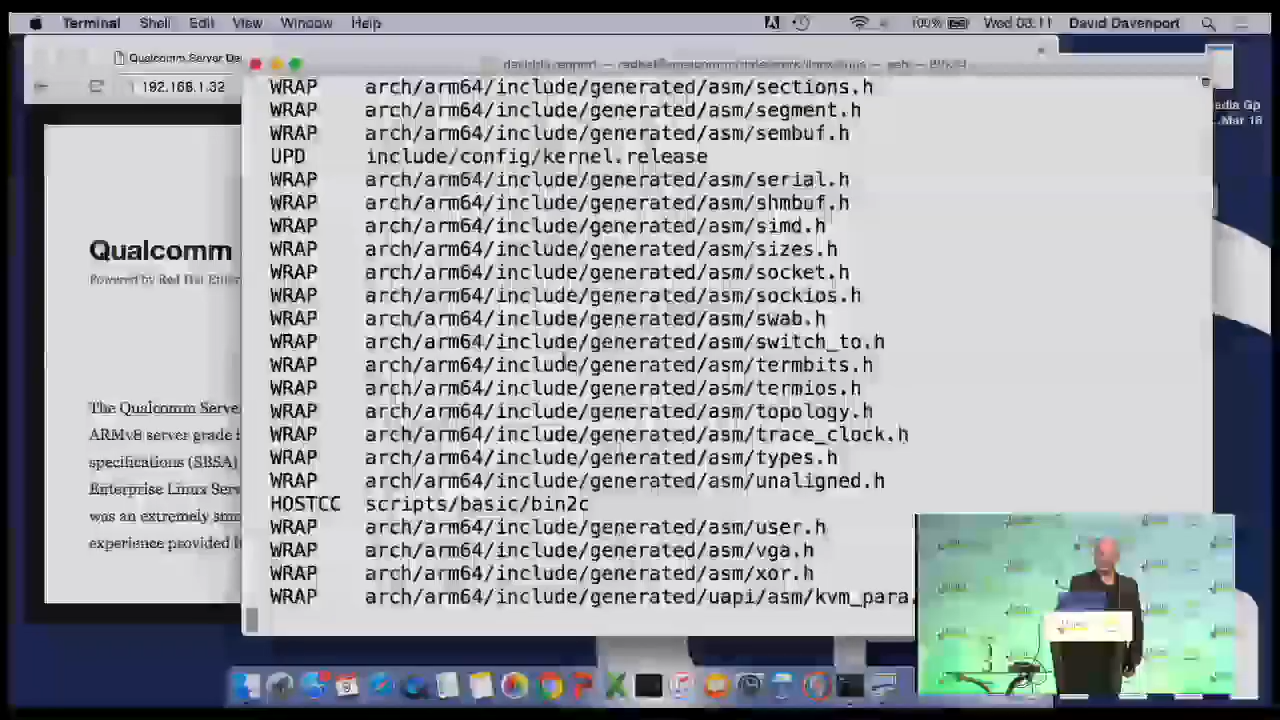 Terminal Shell Edit View Window Help 100% Wed 03:11 David Davenport
Qualcomm Server
192.168.1.32
Qualcomm
Powered by Red Hat
The Qualcomm Serve
ARMv8 server grade
specifications (SBSA)
Enterprise Linux Serv
was an extremely
experience provided
WRAP arch/arm64/include/generated/asm/sections.h
WRAP arch/arm64/include/generated/asm/segment.h
WRAP arch/arm64/include/generated/asm/sembuf.h
UPD include/config/kernel.release
WRAP arch/arm64/include/generated/asm/serial.h
WRAP arch/arm64/include/generated/asm/shmbuf.h
WRAP arch/arm64/include/generated/asm/simd.h
WRAP arch/arm64/include/generated/asm/sizes.h
WRAP arch/arm64/include/generated/asm/socket.h
WRAP arch/arm64/include/generated/asm/sockios.h
WRAP arch/arm64/include/generated/asm/swab.h
WRAP arch/arm64/include/generated/asm/switch_to.h
WRAP arch/arm64/include/generated/asm/termbits.h
WRAP arch/arm64/include/generated/asm/termios.h
WRAP arch/arm64/include/generated/asm/topology.h
WRAP arch/arm64/include/generated/asm/trace_clock.h
WRAP arch/arm64/include/generated/asm/types.h
WRAP arch/arm64/include/generated/asm/unaligned.h
HOSTCC scripts/basic/bin2c
WRAP arch/arm64/include/generated/asm/user.h
WRAP arch/arm64/include/generated/asm/vga.h
WRAP arch/arm64/include/generated/asm/xor.h
WRAP arch/arm64/include/generated/uapi/asm/kvm_para.
edia Gp
Mar 18